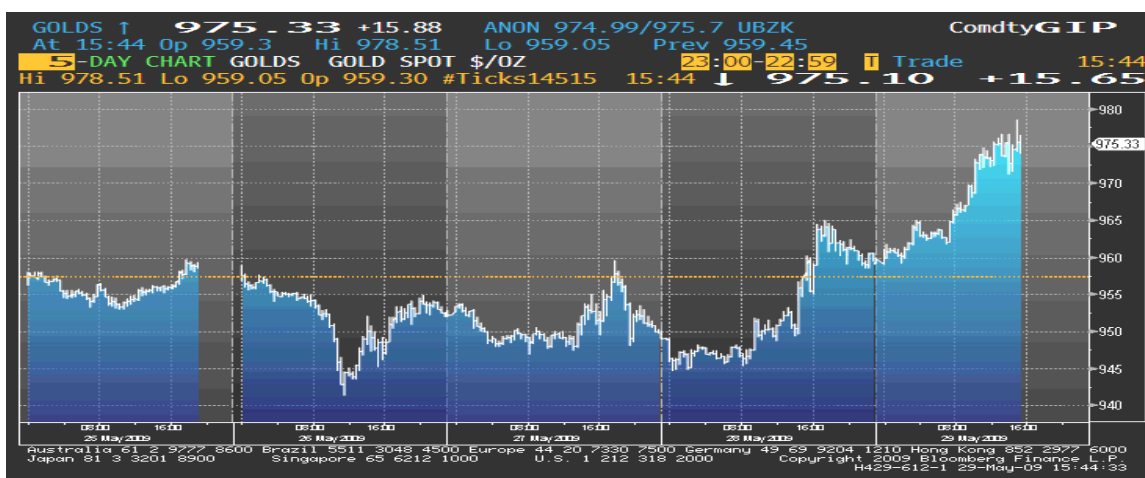 GOLDS ↑ 975.33 +15.88 ANON 974.99/975.7 UBZK Comdty GIP
At 15:44 Op 959.3 Hi 978.51 Lo 959.05 Prev 959.45
5-DAY CHART GOLDS GOLD SPOT $/OZ 23:00-22:59 T Trade 15:44
Hi 978.51 Lo 959.05 Op 959.30 #Ticks14515 15:44 ↓ 975.10 +15.65
980
975.33
970
965
960
955
950
945
940
08:00 16:00 08:00 16:00 08:00 16:00 08:00 16:00 08:00 16:00
25 May 2009 26 May 2009 27 May 2009 28 May 2009 29 May 2009
Australia 61 2 9777 8600 Brazil 5511 3048 4500 Europe 44 20 7330 7500 Germany 49 69 9204 1210 Hong Kong 852 2977 6000
Japan 81 3 3201 8900 Singapore 65 6212 1000 U.S. 1 212 318 2000 Copyright 2009 Bloomberg Finance L.P.
H429-612-1 29-May-09 15:44:33